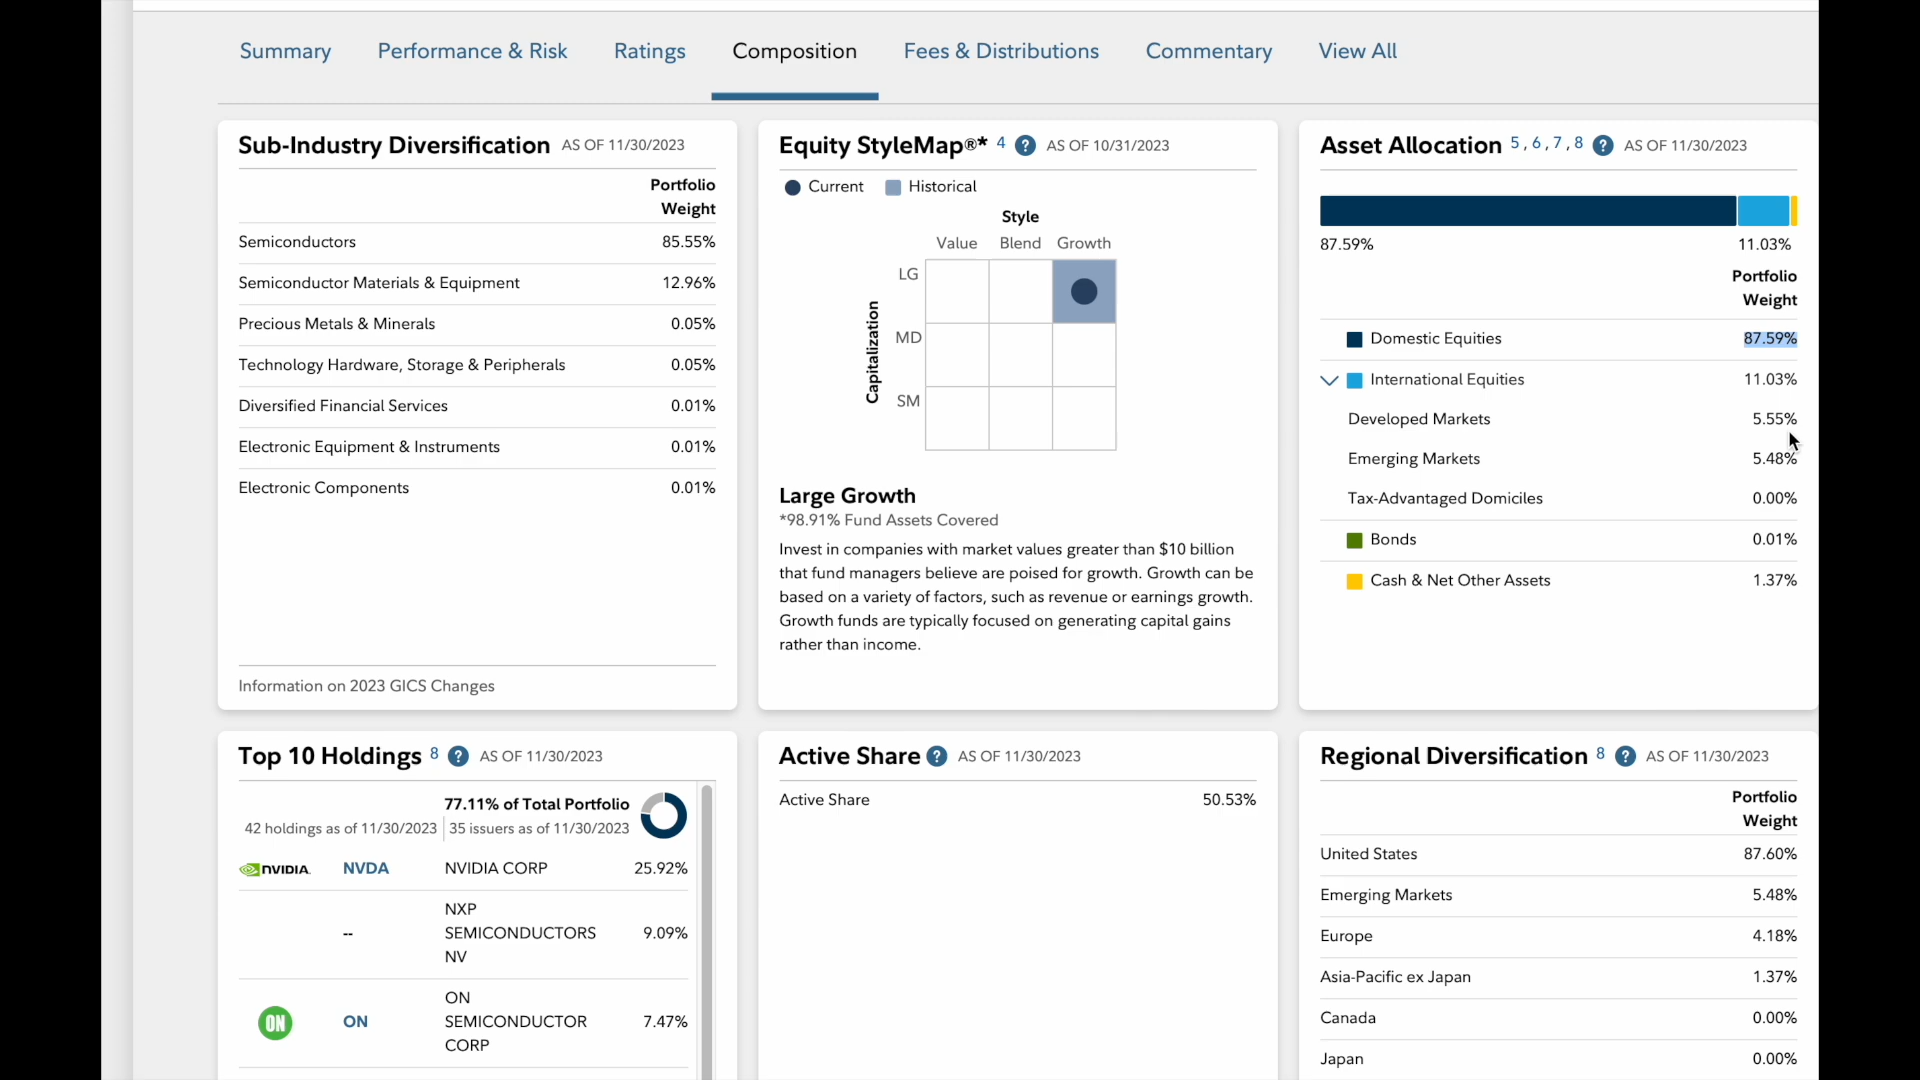 Summary Performance & Risk Ratings Composition Fees & Distributions Commentary View All
Sub-Industry Diversification AS OF 11/30/2023
Portfolio
Weight
Semiconductors 85.55%
Semiconductor Materials & Equipment 12.96%
Precious Metals & Minerals 0.05%
Technology Hardware, Storage & Peripherals 0.05%
Diversified Financial Services 0.01%
Electronic Equipment & Instruments 0.01%
Electronic Components 0.01%
Information on 2023 GICS Changes
Equity StyleMap®* 4 ? AS OF 10/31/2023
Current Historical
Style
Value Blend Growth
Capitalization
LG
MD
SM
Large Growth
*98.91% Fund Assets Covered
Invest in companies with market values greater than $10 billion
that fund managers believe are poised for growth. Growth can be
based on a variety of factors, such as revenue or earnings growth.
Growth funds are typically focused on generating capital gains
rather than income.
Asset Allocation 5, 6, 7, 8 ? AS OF 11/30/2023
87.59% 11.03%
Portfolio
Weight
Domestic Equities 87.59%
International Equities 11.03%
Developed Markets 5.55%
Emerging Markets 5.48%
Tax-Advantaged Domiciles 0.00%
Bonds 0.01%
Cash & Net Other Assets 1.37%
Top 10 Holdings 8 ? AS OF 11/30/2023
77.11% of Total Portfolio
42 holdings as of 11/30/2023 35 issuers as of 11/30/2023
NVIDIA. NVDA NVIDIA CORP 25.92%
NXP
-- SEMICONDUCTORS 9.09%
NV
ON
ON ON SEMICONDUCTOR 7.47%
CORP
Active Share ? AS OF 11/30/2023
Active Share 50.53%
Regional Diversification 8 ? AS OF 11/30/2023
Portfolio
Weight
United States 87.60%
Emerging Markets 5.48%
Europe 4.18%
Asia-Pacific ex Japan 1.37%
Canada 0.00%
Japan 0.00%